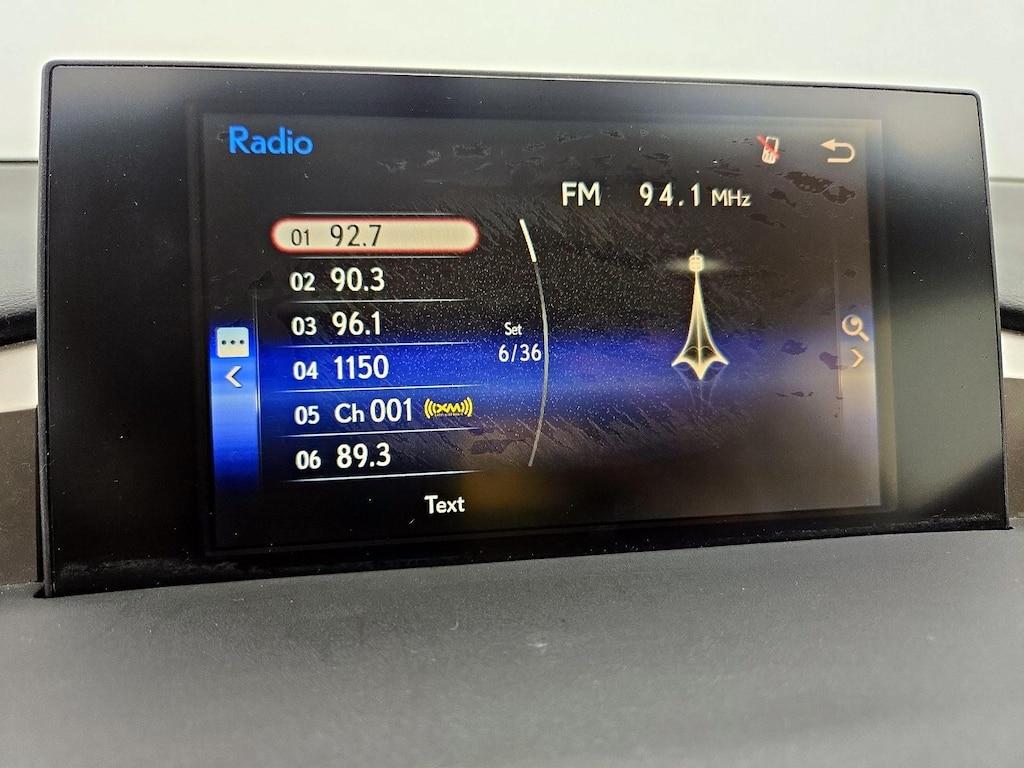 Radio
FM 94.1 MHz
01 92.7
02 90.3
03 96.1
04 1150
05 Ch 001 ((XM))
06 89.3
Set
6/36
Text